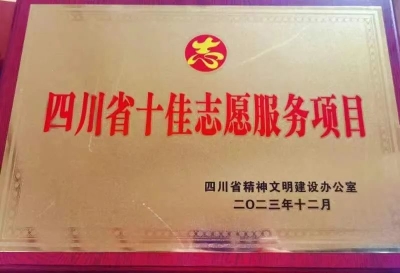 志
四川省十佳志愿服务项目
四川省精神文明建设办公室
二〇二三年十二月